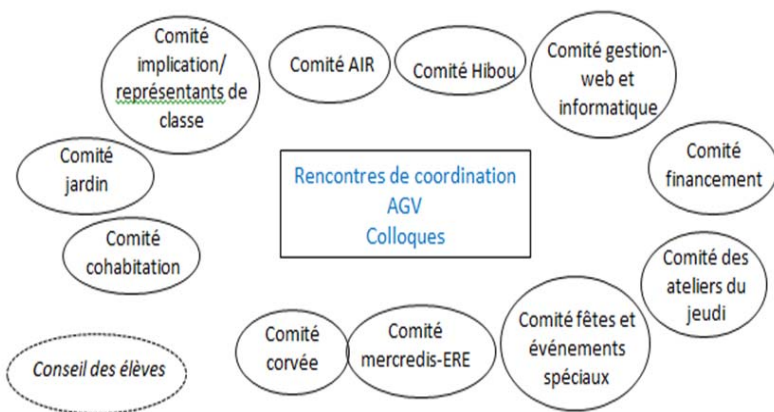 Comité
implication/
représentants de
classe
Comité AIR
Comité Hibou
Comité gestion-
web et
informatique
Comité
jardin
Rencontres de coordination
AGV
Colloques
Comité
financement
Comité
cohabitation
Comité des
ateliers du
jeudi
Conseil des élèves
Comité
corvée
Comité
mercredis-ERE
Comité fêtes et
événements
spéciaux